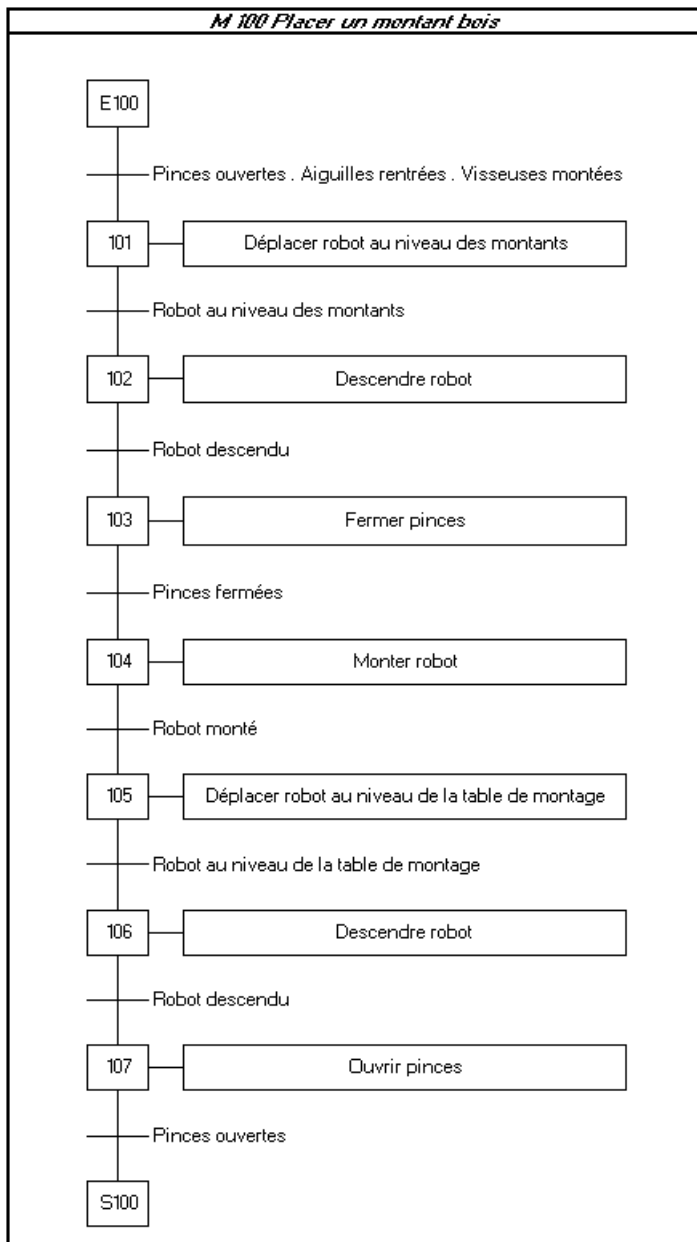 M 100 Placer un montant bois
E100
Pinces ouvertes . Aiguilles rentrées . Visseuses montées
101 Déplacer robot au niveau des montants
Robot au niveau des montants
102 Descendre robot
Robot descendu
103 Fermer pinces
Pinces fermées
104 Monter robot
Robot monté
105 Déplacer robot au niveau de la table de montage
Robot au niveau de la table de montage
106 Descendre robot
Robot descendu
107 Ouvrir pinces
Pinces ouvertes
S100